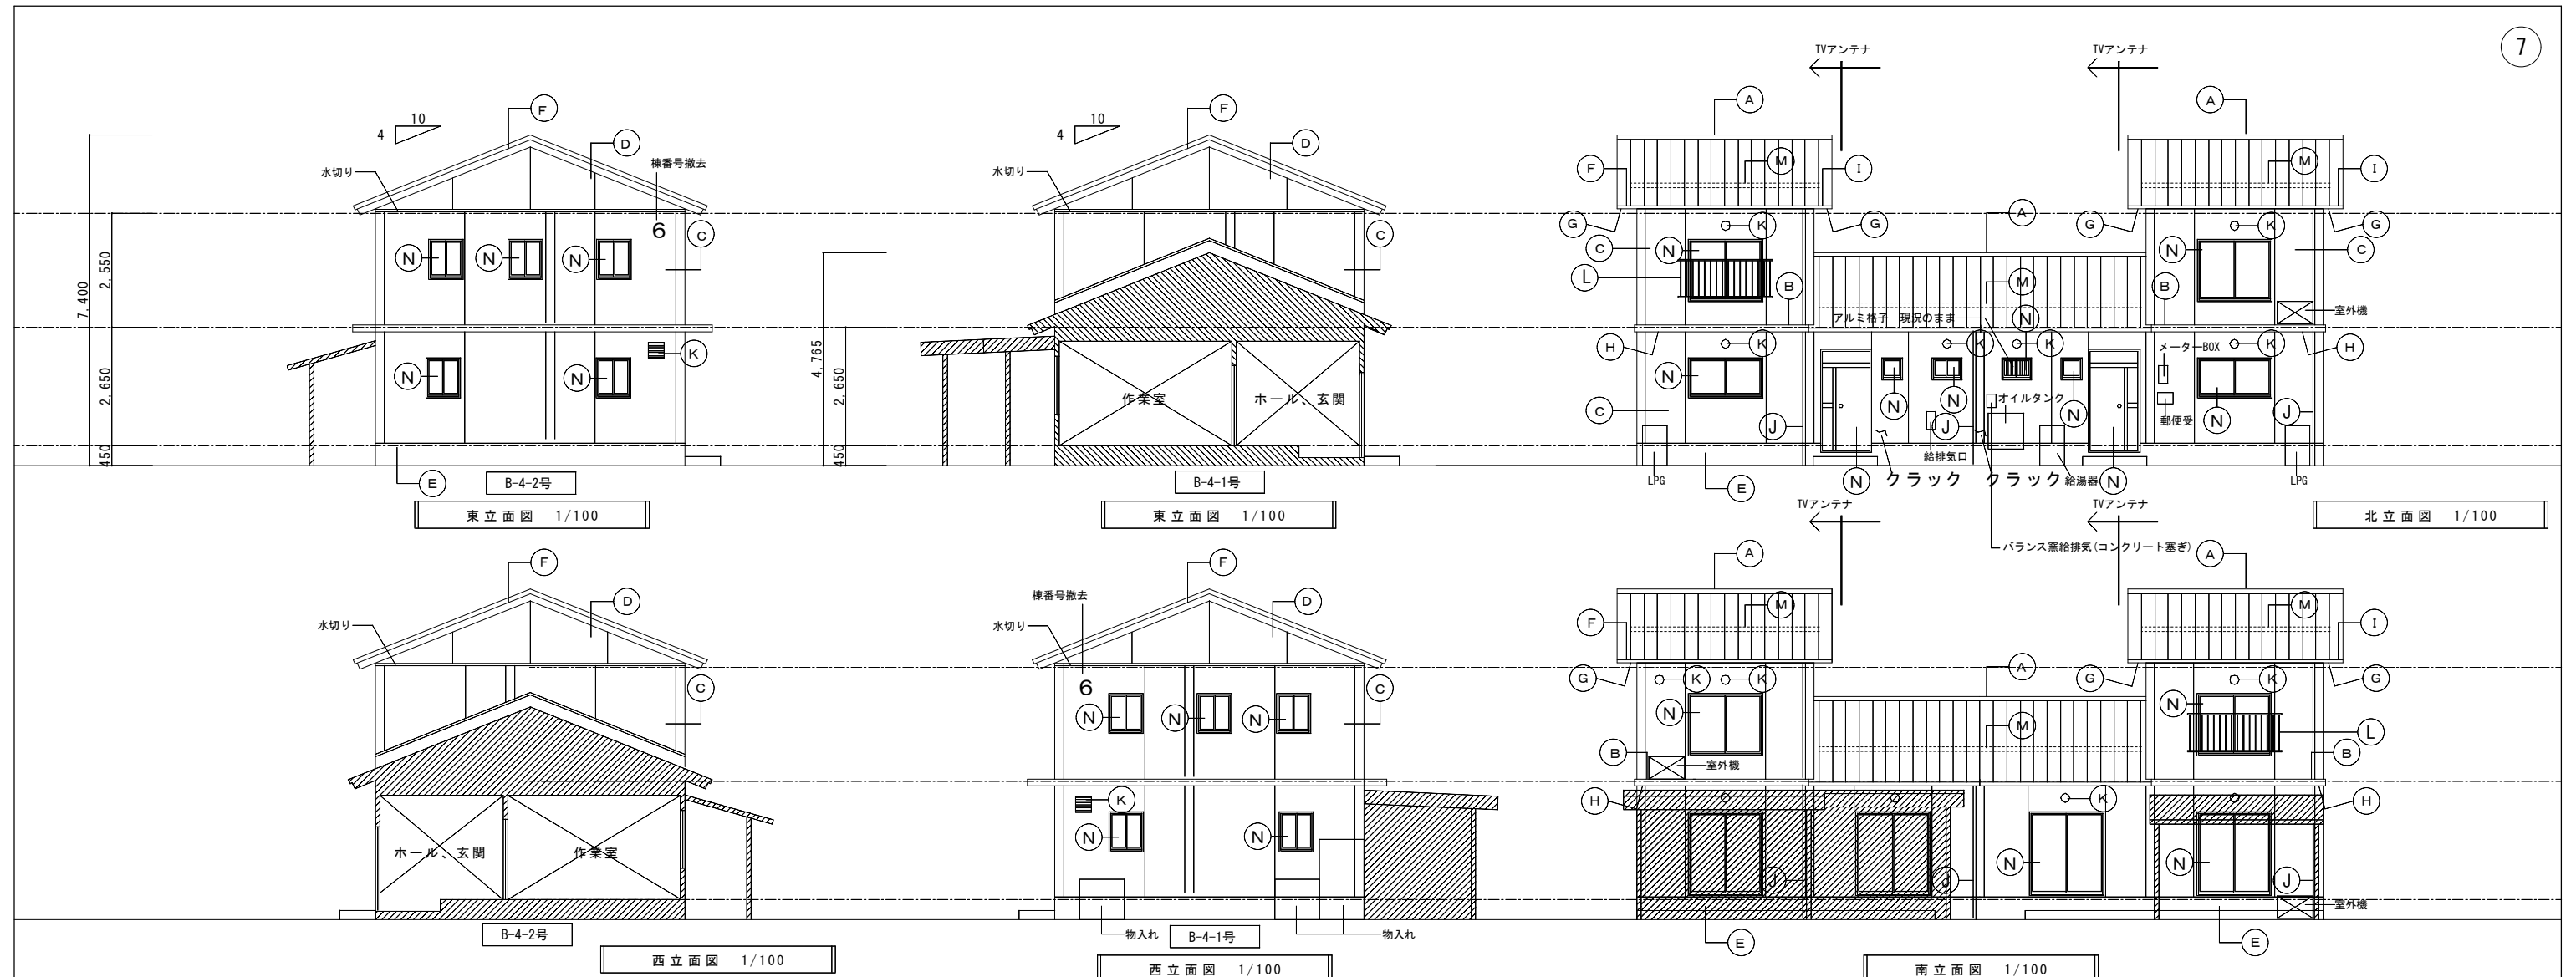 7
TVアンテナ
TVアンテナ
F
4
10
D
水切り
棟番号撤去
6
C
N
N
N
N
N
K
7,400
2,550
2,650
450
E
B-4-2号
東立面図 1/100
F
4
10
D
水切り
C
4,765
2,650
450
作業室
ホール、玄関
B-4-1号
東立面図 1/100
A
A
F
M
I
M
I
G
G
A
G
G
C
N
K
N
K
C
L
B
M
B
室外機
アルミ格子 現況のまま
N
H
K
K
K
メーターBOX
K
H
N
N
N
オイルタンク
N
郵便受
N
C
J
J
J
給排気口
LPG
E
N
クラック
クラック
給湯器
N
LPG
バランス窯給排気(コンクリート塞ぎ)
北立面図 1/100
F
D
水切り
C
ホール、玄関
作業室
B-4-2号
西立面図 1/100
F
棟番号撤去
D
水切り
6
C
N
N
N
K
N
N
物入れ
B-4-1号
物入れ
西立面図 1/100
TVアンテナ
TVアンテナ
A
A
F
M
M
I
G
K
K
A
G
K
G
N
N
L
B
室外機
M
B
H
K
H
N
N
J
J
J
室外機
E
E
南立面図 1/100